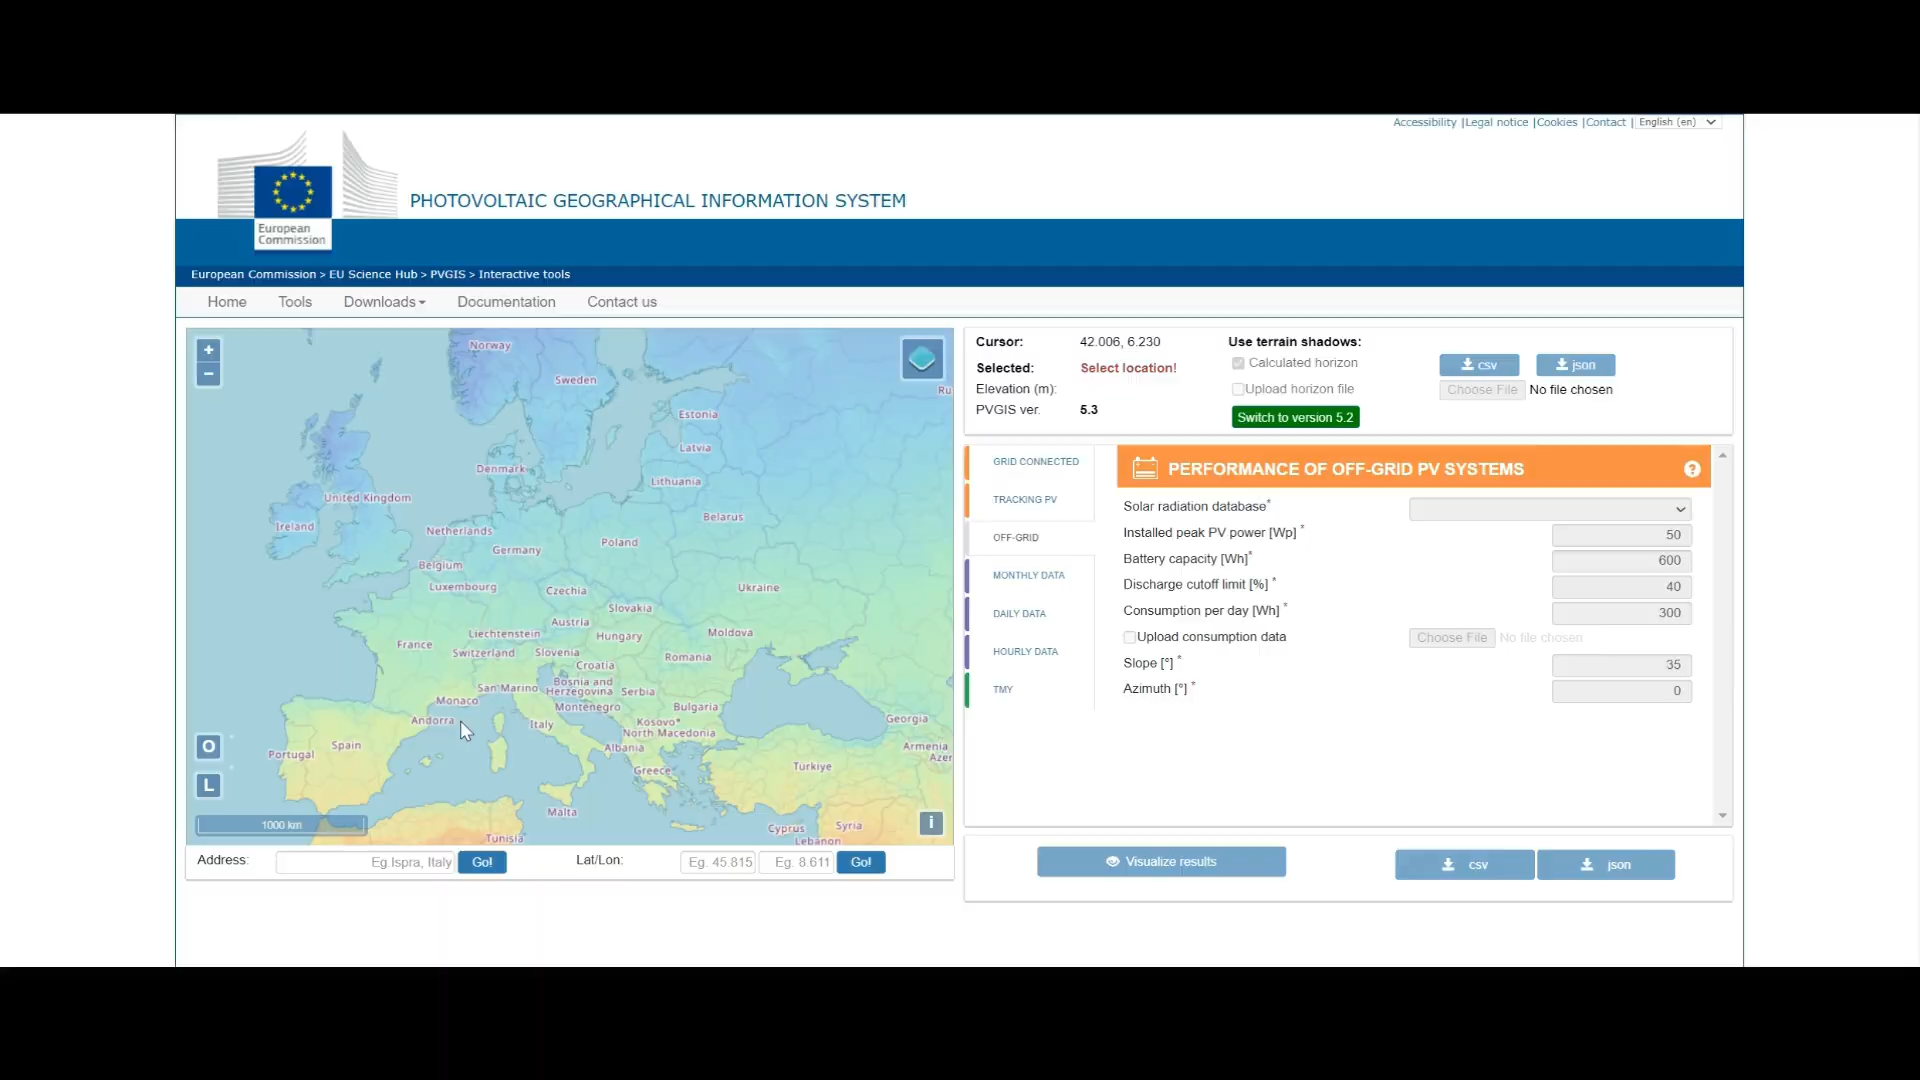 Accessibility |Legal notice |Cookies |Contact | English (en)
PHOTOVOLTAIC GEOGRAPHICAL INFORMATION SYSTEM
European
Commission
European Commission > EU Science Hub > PVGIS > Interactive tools
Home Tools Downloads Documentation Contact us
+
−
Norway
Sweden
Ru
Estonia
Latvia
Denmark
Lithuania
United Kingdom
Belarus
Ireland
Netherlands
Poland
Germany
Belgium
Luxembourg
Czechia
Ukraine
Slovakia
Austria
Liechtenstein
Hungary
Moldova
France
Switzerland
Slovenia
Romania
Croatia
San Marino
Bosnia and
Herzegovina
Serbia
Monaco
Montenegro
Bulgaria
Andorra
Italy
Kosovo*
North Macedonia
Georgia
Spain
Portugal
Albania
Armenia
Azer
Greece
Türkiye
Malta
Tunisia
Cyprus
Syria
Lebanon
O
L
1000 km
i
Address: Eg.Ispra, Italy Go! Lat/Lon: Eg. 45.815 Eg. 8.611 Go!
Cursor: 42.006, 6.230
Selected: Select location!
Elevation (m):
PVGIS ver. 5.3
Use terrain shadows:
Calculated horizon
Upload horizon file
Switch to version 5.2
csv json
Choose File No file chosen
GRID CONNECTED
TRACKING PV
OFF-GRID
MONTHLY DATA
DAILY DATA
HOURLY DATA
TMY
PERFORMANCE OF OFF-GRID PV SYSTEMS ?
Solar radiation database*
Installed peak PV power [Wp] * 50
Battery capacity [Wh]* 600
Discharge cutoff limit [%] * 40
Consumption per day [Wh] * 300
Upload consumption data Choose File No file chosen
Slope [°] * 35
Azimuth [°] * 0
Visualize results csv json